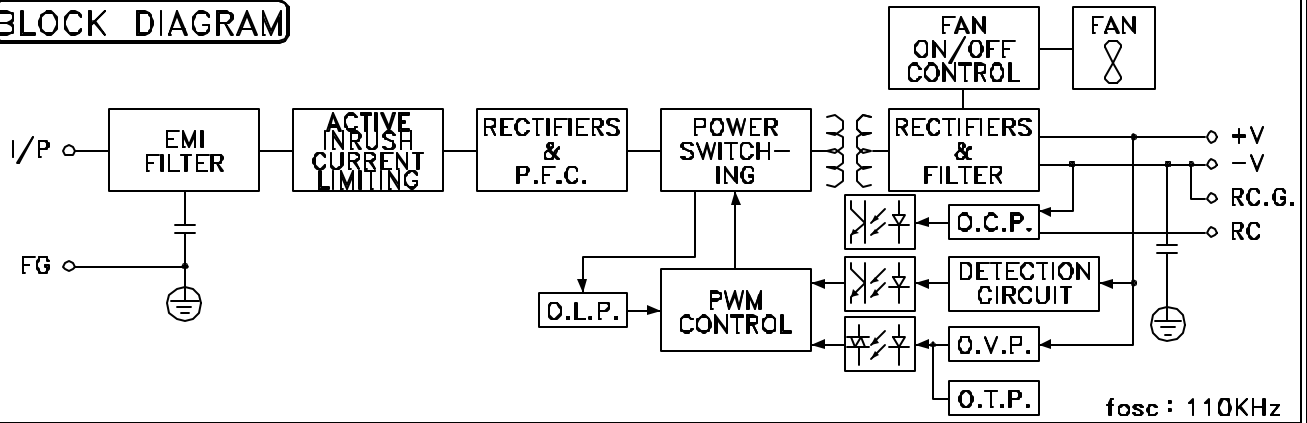 BLOCK DIAGRAM
FAN
ON/OFF
CONTROL
FAN
I/P
EMI
FILTER
ACTIVE
INRUSH
CURRENT
LIMITING
RECTIFIERS
&
P.F.C.
POWER
SWITCH-
ING
RECTIFIERS
&
FILTER
+V
-V
RC.G.
RC
O.C.P.
FG
O.L.P.
PWM
CONTROL
DETECTION
CIRCUIT
O.V.P.
O.T.P.
fosc : 110KHz